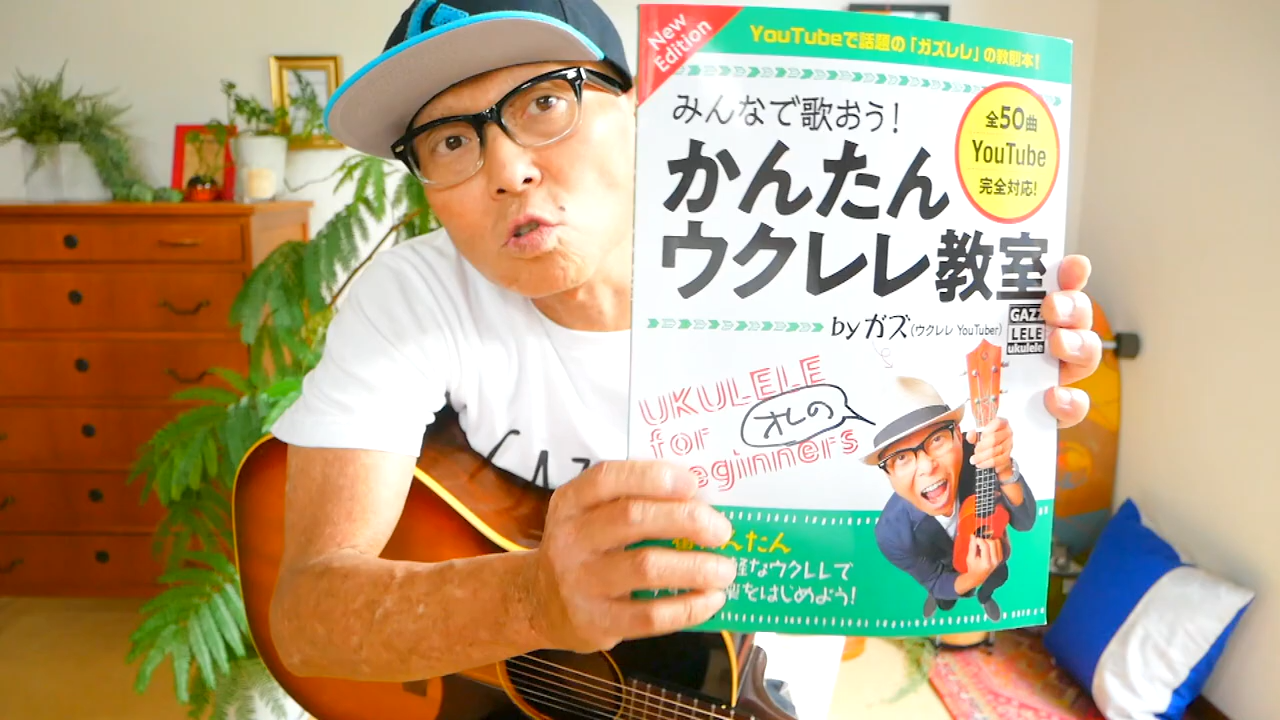 New
Edition
YouTubeで話題の「ガズレレ」の教則本!
みんなで歌おう!
かんたん
ウクレレ教室
全50曲
YouTube
完全対応!
by ガズ(ウクレレ YouTuber)
GAZZ
LELE
ukulele
UKULELE
for
オレの
eginners
んたん
なウクレレで
をはじめよう!